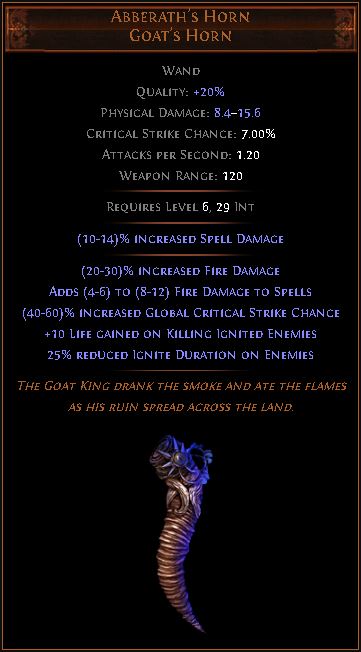 Abberath's Horn
Goat's Horn
Wand
Quality: +20%
Physical Damage: 8.4–15.6
Critical Strike Chance: 7.00%
Attacks per Second: 1.20
Weapon Range: 120
Requires Level 6, 29 Int
(10-14)% increased Spell Damage
(20-30)% increased Fire Damage
Adds (4-6) to (8-12) Fire Damage to Spells
(40-60)% increased Global Critical Strike Chance
+10 Life gained on Killing Ignited Enemies
25% reduced Ignite Duration on Enemies
The Goat King drank the smoke and ate the flames
as his ruin spread across the land.